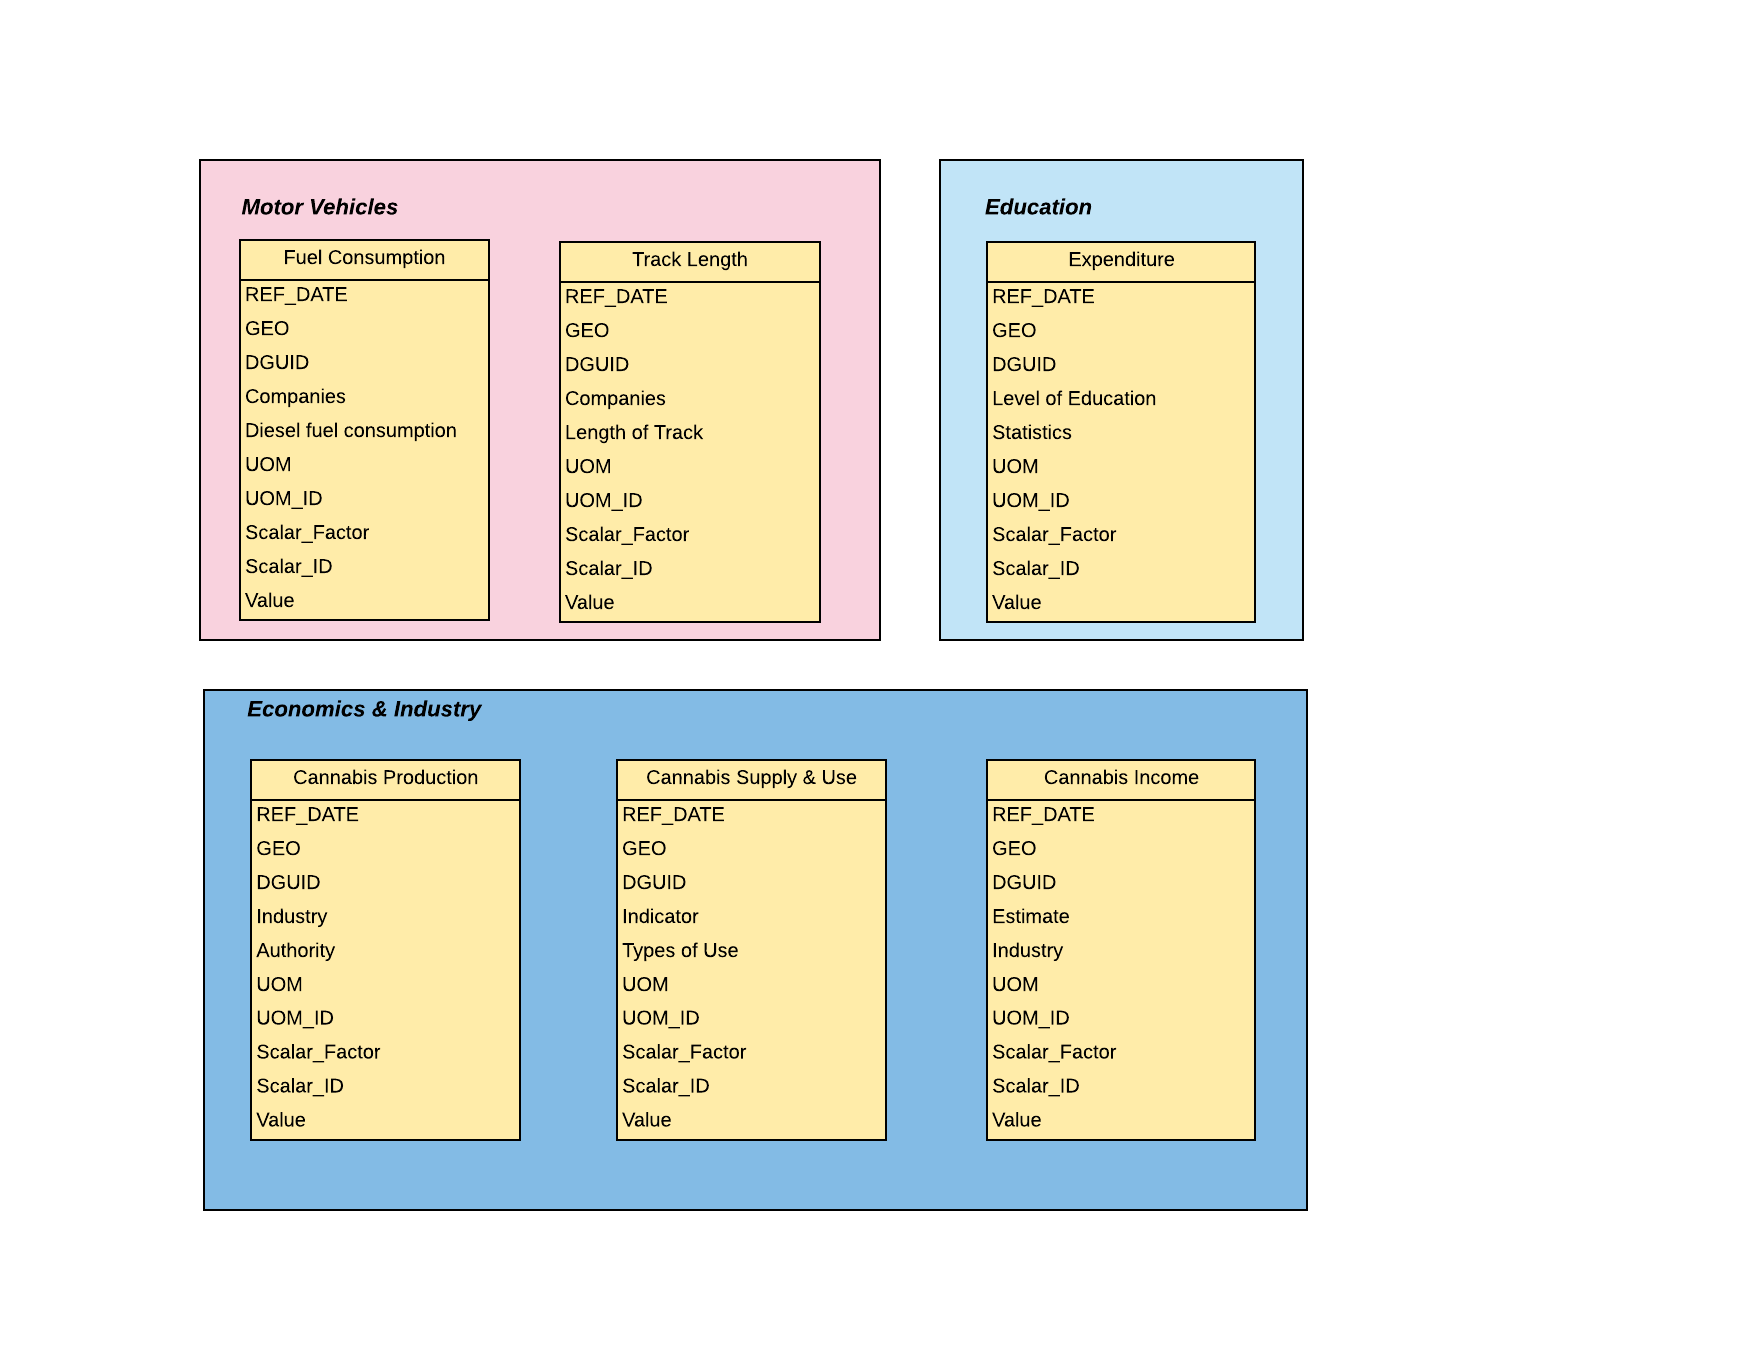 Motor Vehicles
Fuel Consumption
REF_DATE
GEO
DGUID
Companies
Diesel fuel consumption
UOM
UOM_ID
Scalar_Factor
Scalar_ID
Value
Track Length
REF_DATE
GEO
DGUID
Companies
Length of Track
UOM
UOM_ID
Scalar_Factor
Scalar_ID
Value
Education
Expenditure
REF_DATE
GEO
DGUID
Level of Education
Statistics
UOM
UOM_ID
Scalar_Factor
Scalar_ID
Value
Economics & Industry
Cannabis Production
REF_DATE
GEO
DGUID
Industry
Authority
UOM
UOM_ID
Scalar_Factor
Scalar_ID
Value
Cannabis Supply & Use
REF_DATE
GEO
DGUID
Indicator
Types of Use
UOM
UOM_ID
Scalar_Factor
Scalar_ID
Value
Cannabis Income
REF_DATE
GEO
DGUID
Estimate
Industry
UOM
UOM_ID
Scalar_Factor
Scalar_ID
Value